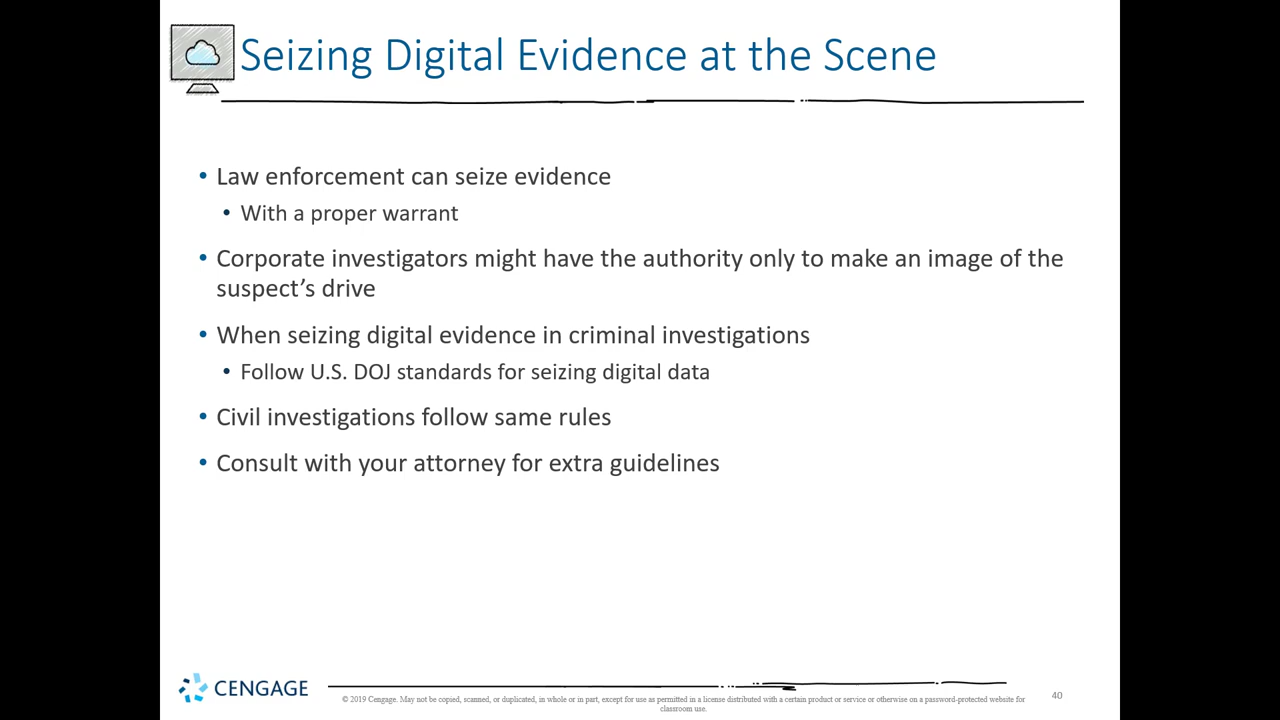 Seizing Digital Evidence at the Scene
• Law enforcement can seize evidence
• With a proper warrant
• Corporate investigators might have the authority only to make an image of the
suspect’s drive
• When seizing digital evidence in criminal investigations
• Follow U.S. DOJ standards for seizing digital data
• Civil investigations follow same rules
• Consult with your attorney for extra guidelines
CENGAGE
© 2019 Cengage. May not be copied, scanned, or duplicated, in whole or in part, except for use as permitted in a license distributed with a certain product or service or otherwise on a password-protected website for
classroom use.
40